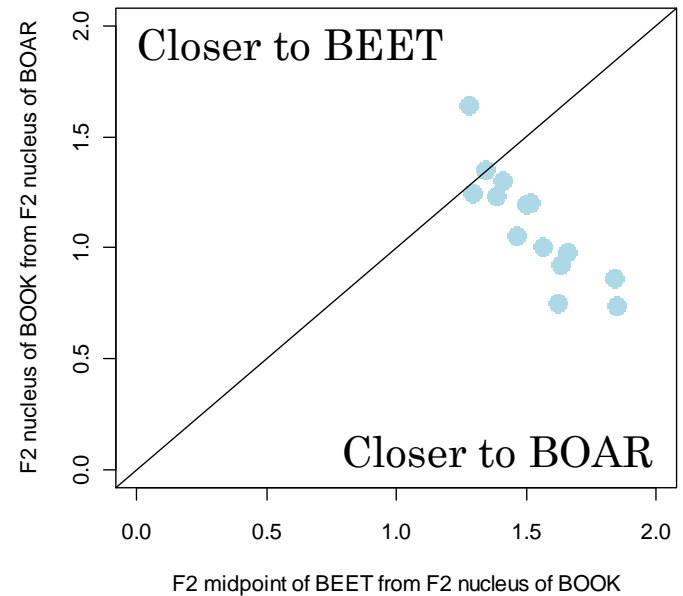 Closer to BEET
Closer to BOAR
F2 nucleus of BOOK from F2 nucleus of BOAR
2.0
1.5
1.0
0.5
0.0
0.0 0.5 1.0 1.5 2.0
F2 midpoint of BEET from F2 nucleus of BOOK